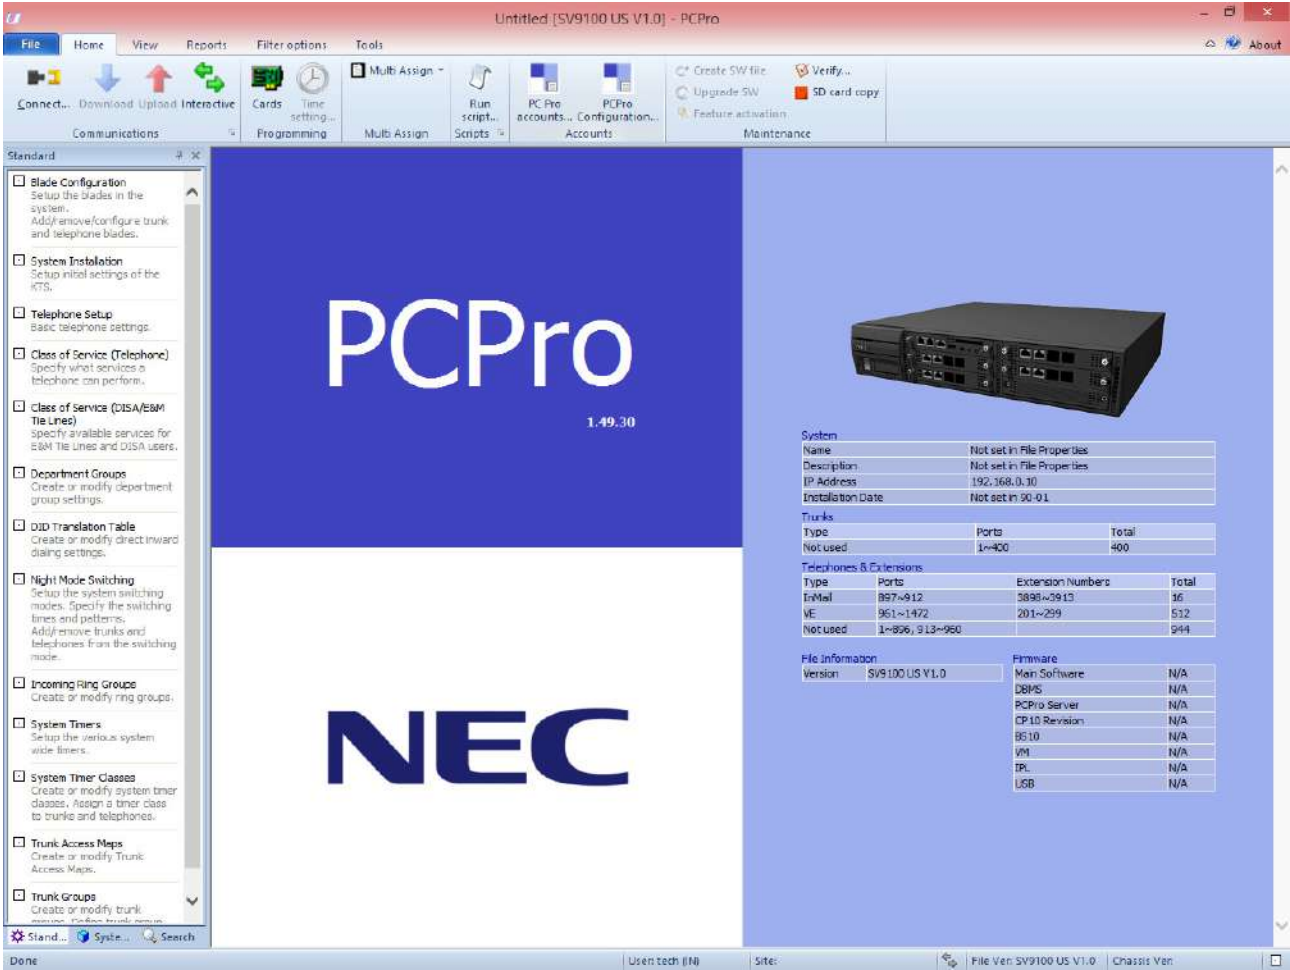 Untitled [SV9100 US V1.0] - PCPro
File Home View Reports Filter options Tools About
Connect... Download Upload Interactive
Communications
Cards Time setting...
Programming
Multi Assign
Multi Assign
Run script...
Scripts
PC Pro accounts... PCPro Configuration...
Accounts
Create SW file
Upgrade SW
Feature activation
Verify...
SD card copy
Maintenance
Standard
Blade Configuration
Setup the blades in the
system.
Add/remove/configure trunk
and telephone blades.
System Installation
Setup initial settings of the
KTS.
Telephone Setup
Basic telephone settings.
Class of Service (Telephone)
Specify what services a
telephone can perform.
Class of Service (DISA/E&M
Tie Lines)
Specify available services for
E&M Tie Lines and DISA users.
Department Groups
Create or modify department
group settings.
DID Translation Table
Create or modify direct inward
dialing settings.
Night Mode Switching
Setup the system switching
modes. Specify the switching
times and patterns.
Add/remove trunks and
telephones from the switching
mode.
Incoming Ring Groups
Create or modify ring groups.
System Timers
Setup the various system
wide timers.
System Timer Classes
Create or modify system timer
classes. Assign a timer class
to trunks and telephones.
Trunk Access Maps
Create or modify Trunk
Access Maps.
Trunk Groups
Create or modify trunk
groups. Define trunk group
Stand... Syste... Search
PCPro
1.49.30
NEC
System
Name Not set in File Properties
Description Not set in File Properties
IP Address 192.168.0.10
Installation Date Not set in 90-01
Trunks
Type Ports Total
Not used 1~400 400
Telephones & Extensions
Type Ports Extension Numbers Total
InMail 897~912 3898~3913 16
VE 961~1472 201~299 512
Not used 1~896, 913~960 944
File Information
Version SV9100 US V1.0
Firmware
Main Software N/A
DBMS N/A
PCPro Server N/A
CP10 Revision N/A
BS10 N/A
VM N/A
IPL N/A
USB N/A
Done User: tech (IN) Site: File Ver: SV9100 US V1.0 Chassis Ver: